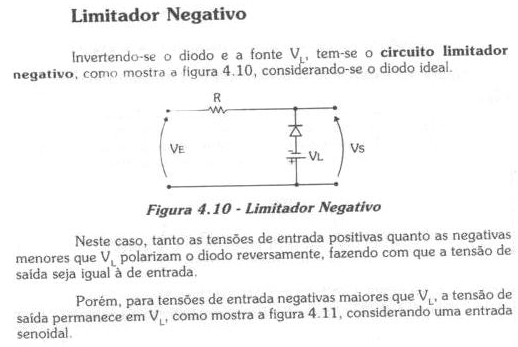 Limitador Negativo
Invertendo-se o diodo e a fonte VL, tem-se o circuito limitador
negativo, como mostra a figura 4.10, considerando-se o diodo ideal.
R
VE
VL
VS
Figura 4.10 - Limitador Negativo
Neste caso, tanto as tensões de entrada positivas quanto as negativas
menores que VL polarizam o diodo reversamente, fazendo com que a tensão de
saída seja igual à de entrada.
Porém, para tensões de entrada negativas maiores que VL, a tensão de
saída permanece em VL, como mostra a figura 4.11, considerando uma entrada
senoidal.